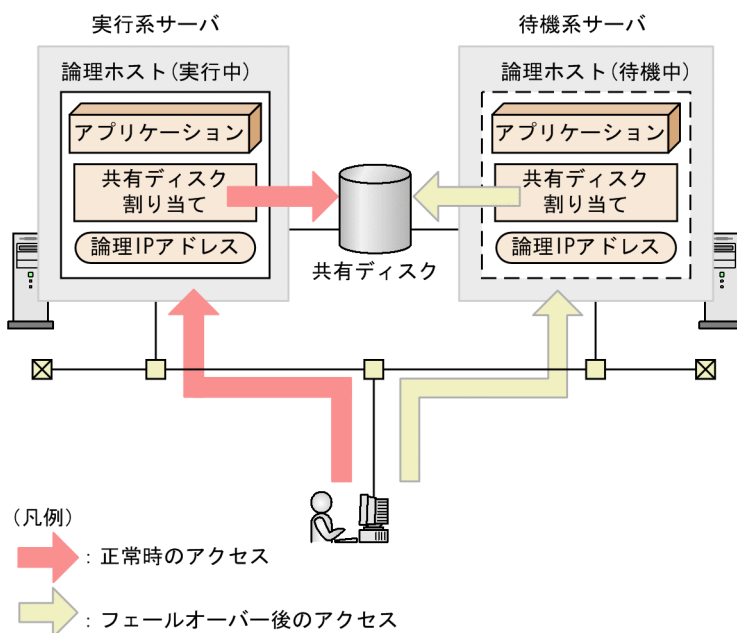 実行系サーバ
待機系サーバ
論理ホスト(実行中)
アプリケーション
共有ディスク
割り当て
論理IPアドレス
論理ホスト(待機中)
アプリケーション
共有ディスク
割り当て
論理IPアドレス
共有ディスク
(凡例)
: 正常時のアクセス
: フェールオーバー後のアクセス